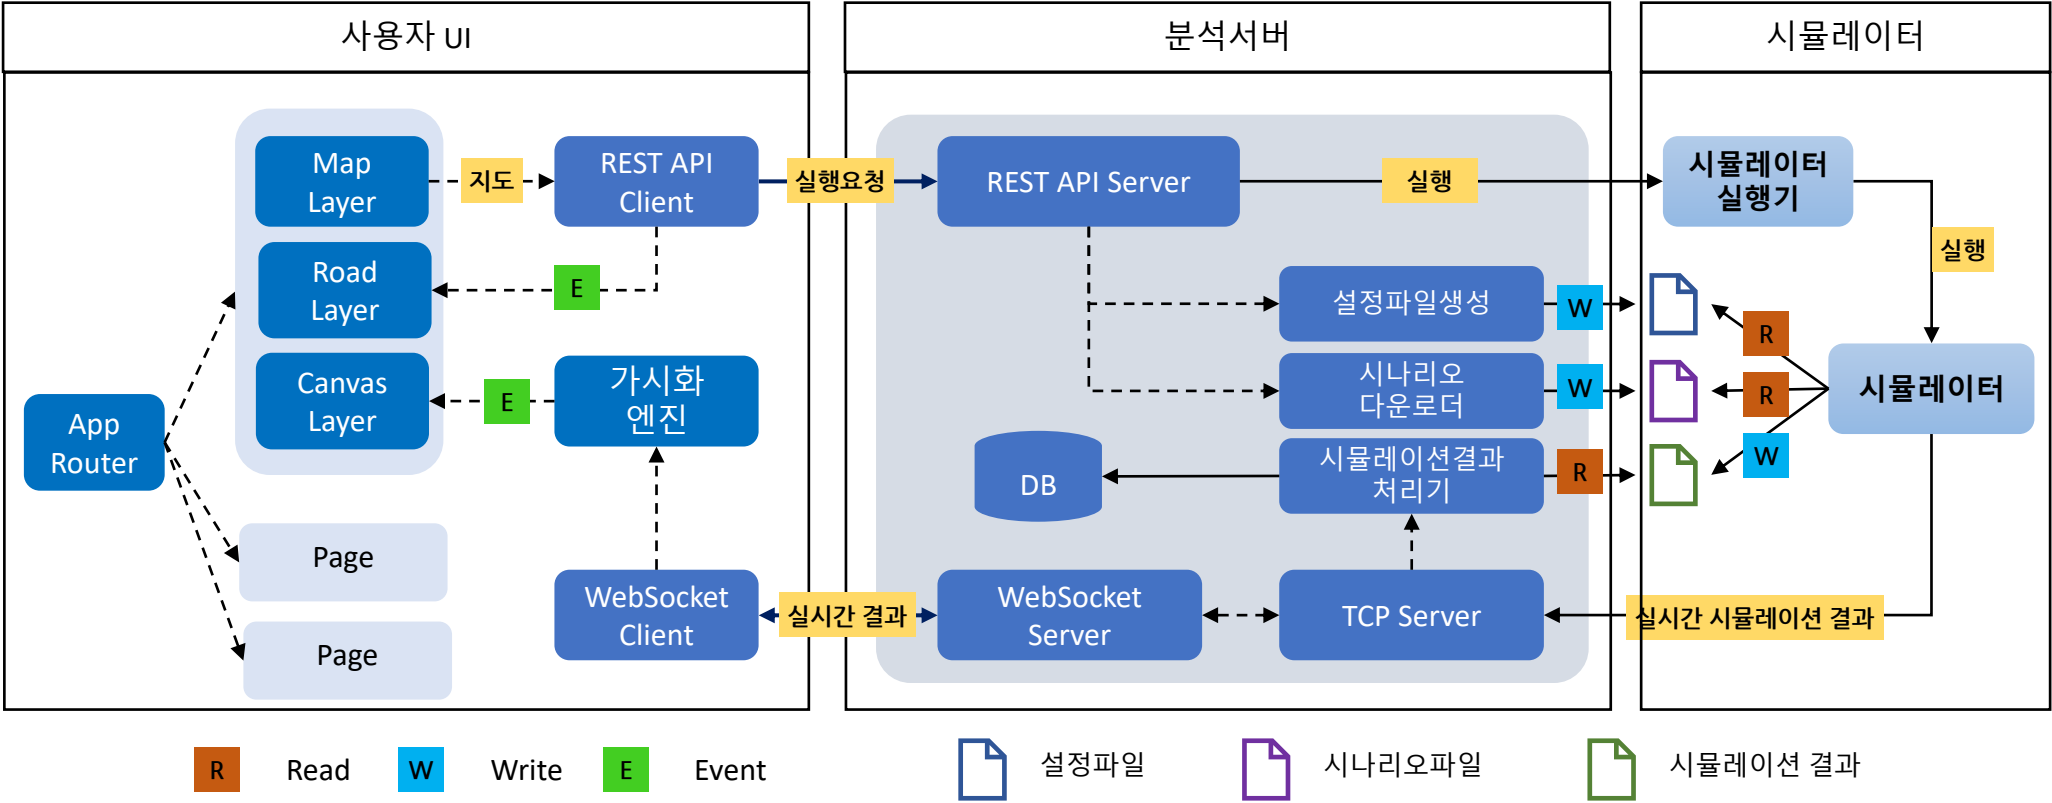 사용자 UI
분석서버
시뮬레이터
Map
Layer
지도
REST API
Client
실행요청
REST API Server
실행
시뮬레이터
실행기
실행
Road
Layer
E
설정파일생성
W
R
Canvas
Layer
E
가시화
엔진
시나리오
다운로더
W
R
시뮬레이터
App
Router
DB
시뮬레이션결과
처리기
R
W
Page
Page
WebSocket
Client
실시간 결과
WebSocket
Server
TCP Server
실시간 시뮬레이션 결과
R Read W Write E Event 설정파일 시나리오파일 시뮬레이션 결과